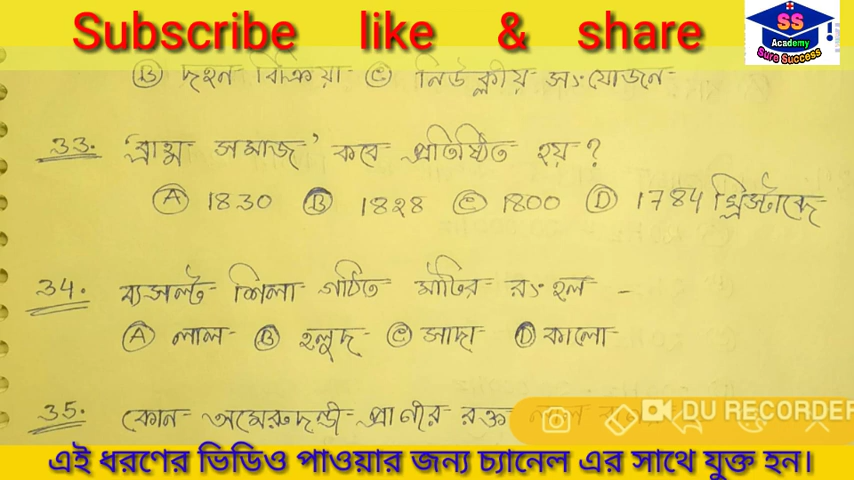 Subscribe like & share
SS
Academy
Sure Success
Ⓑ দহন বিক্রিয়া Ⓒ নিউক্লীয় সংযোজন
33. 'ব্রাহ্ম সমাজ' কবে প্রতিষ্ঠিত হয়?
Ⓐ 1830 Ⓑ 1828 Ⓒ 1800 Ⓓ 1784 খ্রিস্টাব্দে
34. ব্যসল্ট শিলা গঠিত মাটির রং হল -
Ⓐ লাল Ⓑ হলুদ Ⓒ সাদা Ⓓ কালো
35. কোন অমেরুদন্ডী প্রাণীর রক্ত
DU RECORDER
এই ধরণের ভিডিও পাওয়ার জন্য চ্যানেল এর সাথে যুক্ত হন।